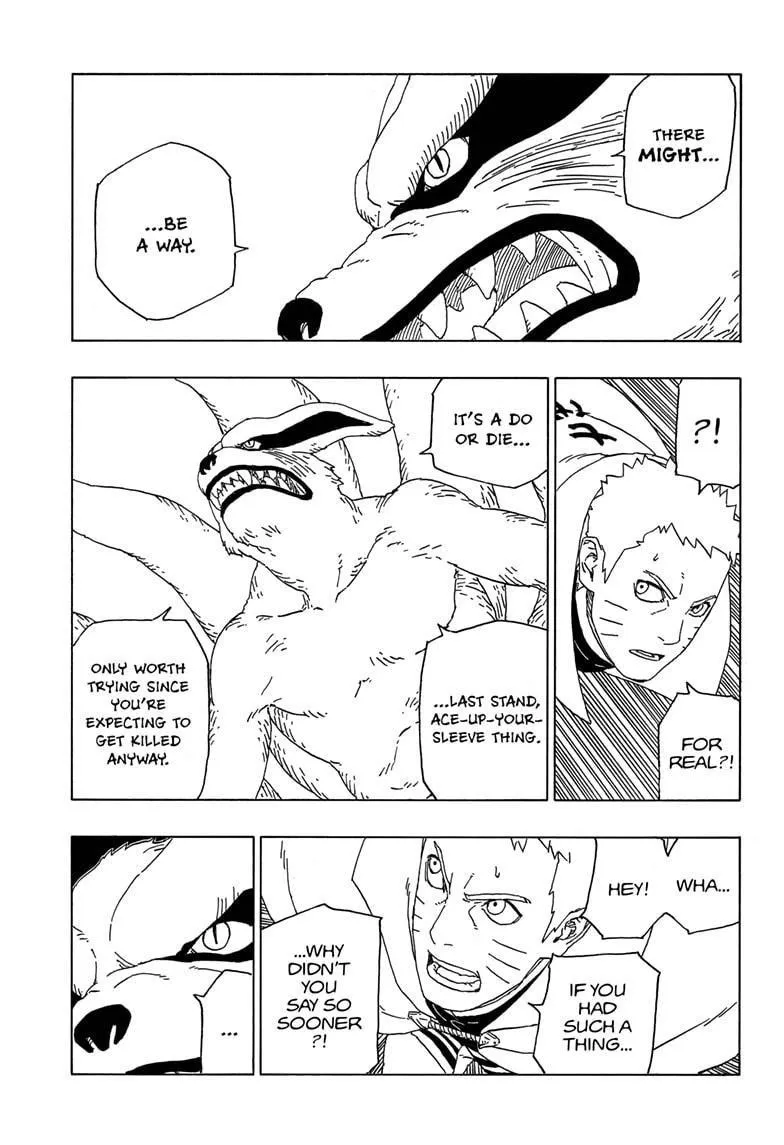 THERE
MIGHT...
...BE
A WAY.
?!
FOR
REAL?!
IT'S A DO
OR DIE...
...LAST STAND,
ACE-UP-YOUR-
SLEEVE THING.
ONLY WORTH
TRYING SINCE
YOU'RE
EXPECTING TO
GET KILLED
ANYWAY.
WHA...
HEY!
IF YOU
HAD
SUCH A
THING...
...WHY
DIDN'T
YOU
SAY SO
SOONER
?!
...